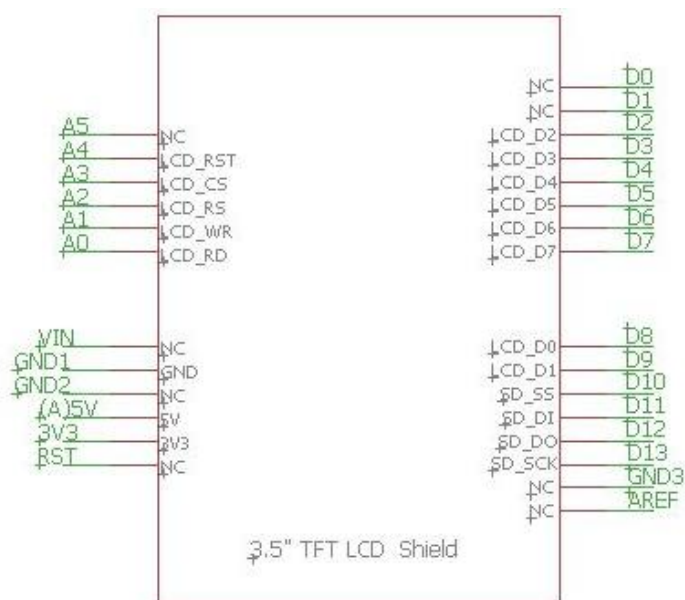 D0
NC
D1
NC
D2
LCD_D2
A5
NC
D3
LCD_D3
A4
LCD_RST
D4
LCD_D4
A3
LCD_CS
D5
LCD_D5
A2
LCD_RS
D6
LCD_D6
A1
LCD_WR
D7
LCD_D7
A0
LCD_RD
VIN
NC
D8
LCD_D0
GND1
GND
D9
LCD_D1
GND2
NC
D10
SD_SS
(A)5V
5V
D11
SD_DI
3V3
3V3
D12
SD_DO
RST
NC
D13
SD_SCK
GND3
NC
AREF
NC
3.5" TFT LCD Shield